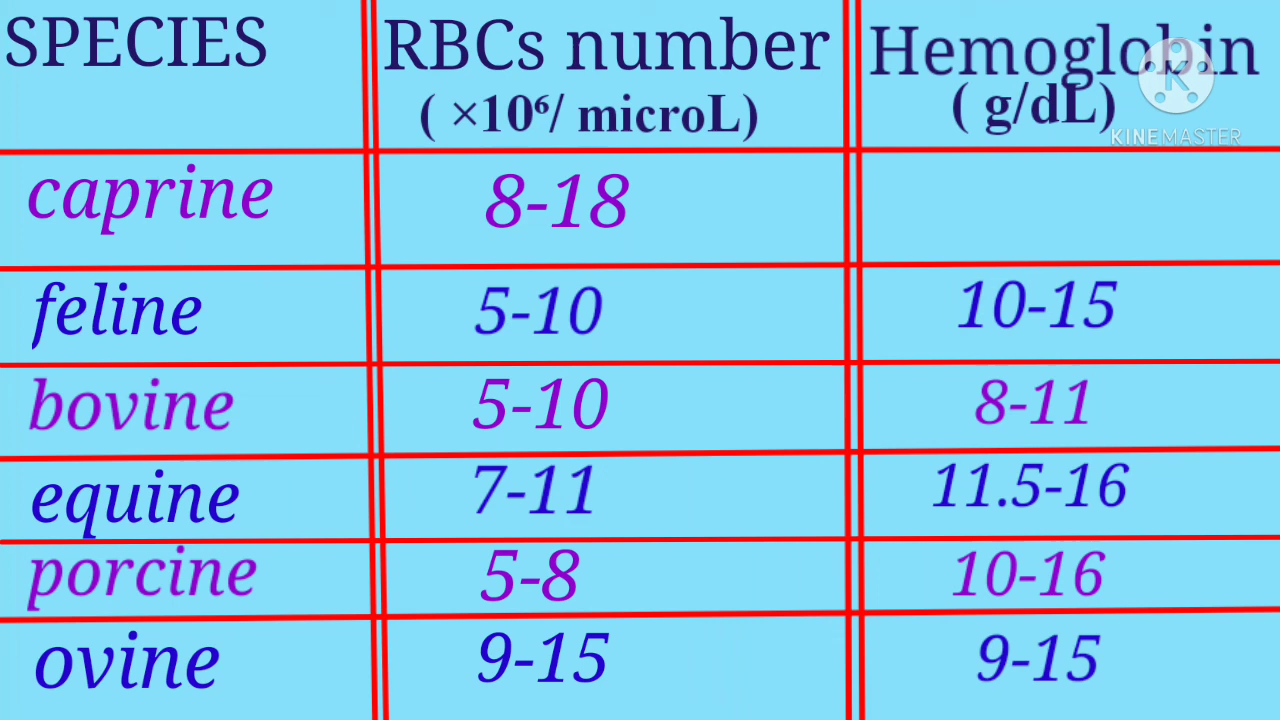 SPECIES RBCs number Hemoglobin
( ×10⁶/ microL) ( g/dL)
K
KINEMASTER
caprine 8-18
feline 5-10 10-15
bovine 5-10 8-11
equine 7-11 11.5-16
porcine 5-8 10-16
ovine 9-15 9-15